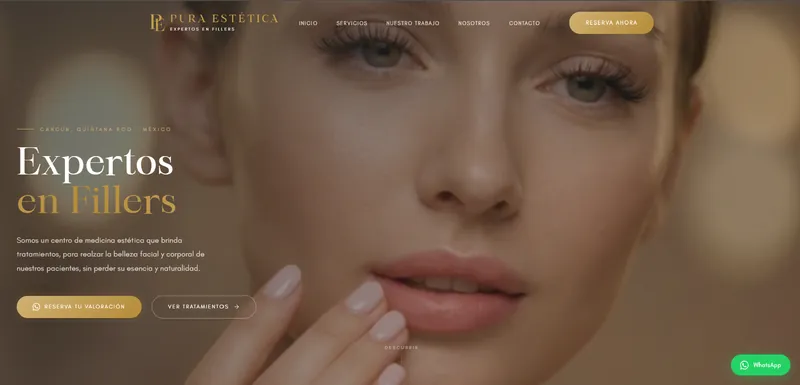 PE PURA ESTÉTICA
EXPERTOS EN FILLERS
INICIO
SERVICIOS
NUESTRO TRABAJO
NOSOTROS
CONTACTO
RESERVA AHORA
CANCÚN, QUINTANA ROO · MÉXICO
Expertos
en Fillers
Somos un centro de medicina estética que brinda
tratamientos, para realzar la belleza facial y corporal de
nuestros pacientes, sin perder su esencia y naturalidad.
RESERVA TU VALORACIÓN
VER TRATAMIENTOS →
DESCUBRIR
WhatsApp